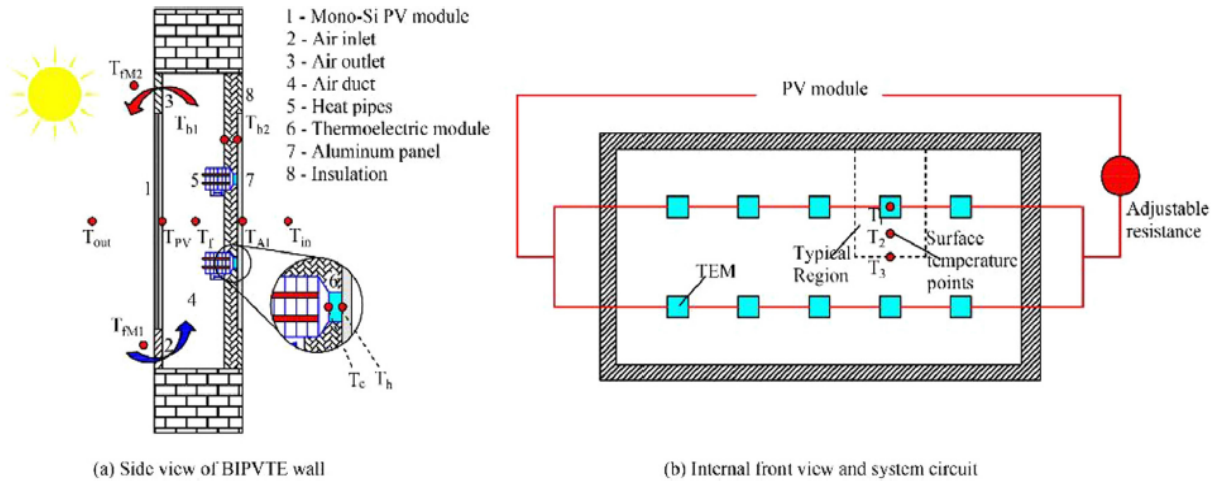 1 - Mono-Si PV module
2 - Air inlet
3 - Air outlet
4 - Air duct
5 - Heat pipes
6 - Thermoelectric module
7 - Aluminum panel
8 - Insulation
TfM2
3
8
Tb1
Tb2
1
5
7
Tout
TPV
Tf
TAl
Tin
4
6
TfM1
2
Tc
Th
(a) Side view of BIPVTE wall
PV module
Adjustable
resistance
T1
T2
T3
Typical
Region
Surface
temperature
points
TEM
(b) Internal front view and system circuit